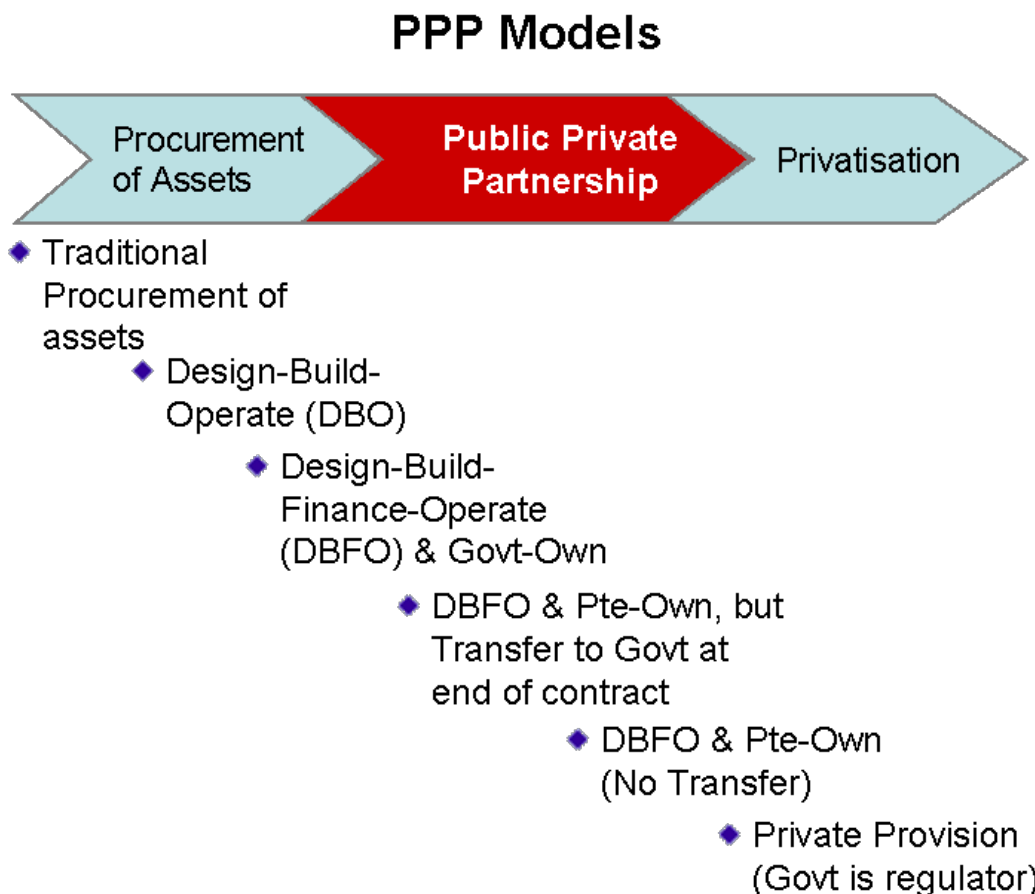 PPP Models
Procurement
of Assets
Public Private
Partnership
Privatisation
Traditional
Procurement of
assets
Design-Build-
Operate (DBO)
Design-Build-
Finance-Operate
(DBFO) & Govt-Own
DBFO & Pte-Own, but
Transfer to Govt at
end of contract
DBFO & Pte-Own
(No Transfer)
Private Provision
(Govt is regulator)